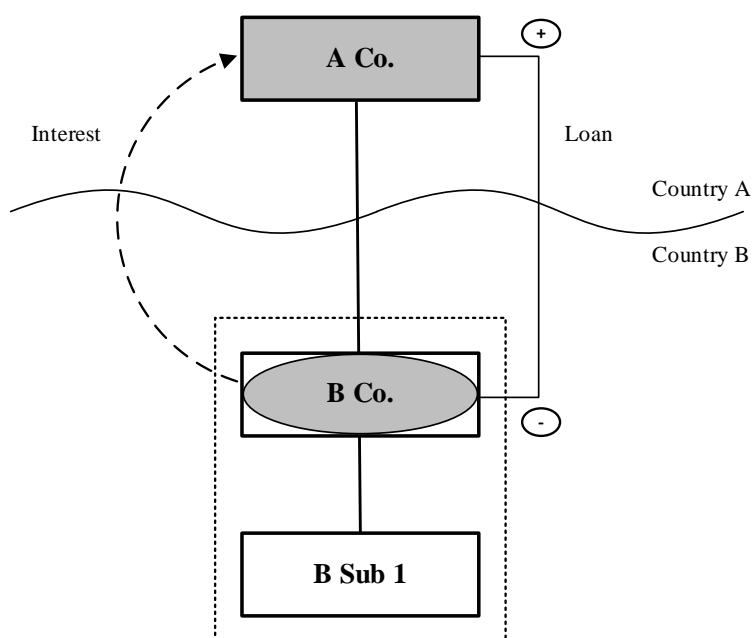 A Co.
+
Interest
Loan
Country A
Country B
B Co.
-
B Sub 1